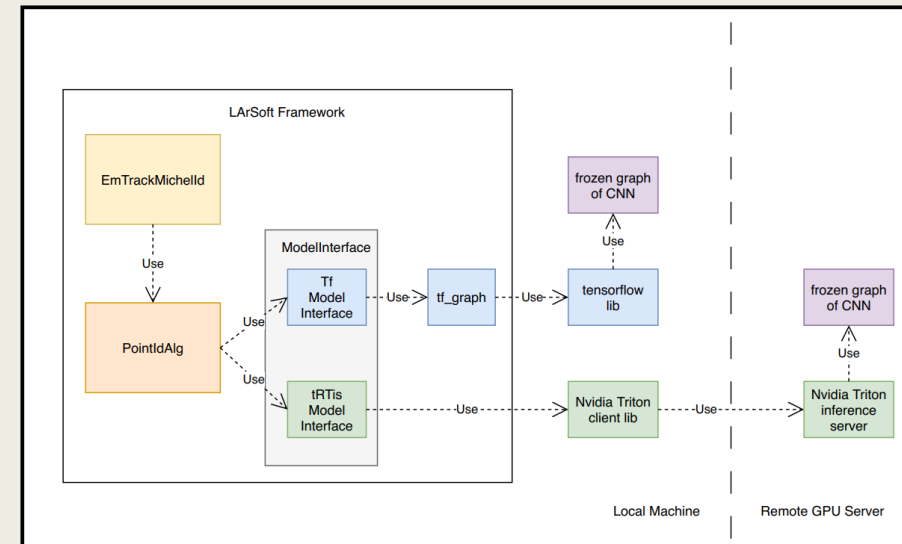 LArSoft Framework
EmTrackMichelId
Use
ModelInterface
PointIdAlg
Use
Use
Tf
Model
Interface
Use
tf_graph
Use
tensorflow
lib
Use
frozen graph
of CNN
tRTis
Model
Interface
Use
Nvidia Triton
client lib
Use
Nvidia Triton
inference
server
Use
frozen graph
of CNN
Local Machine
Remote GPU Server